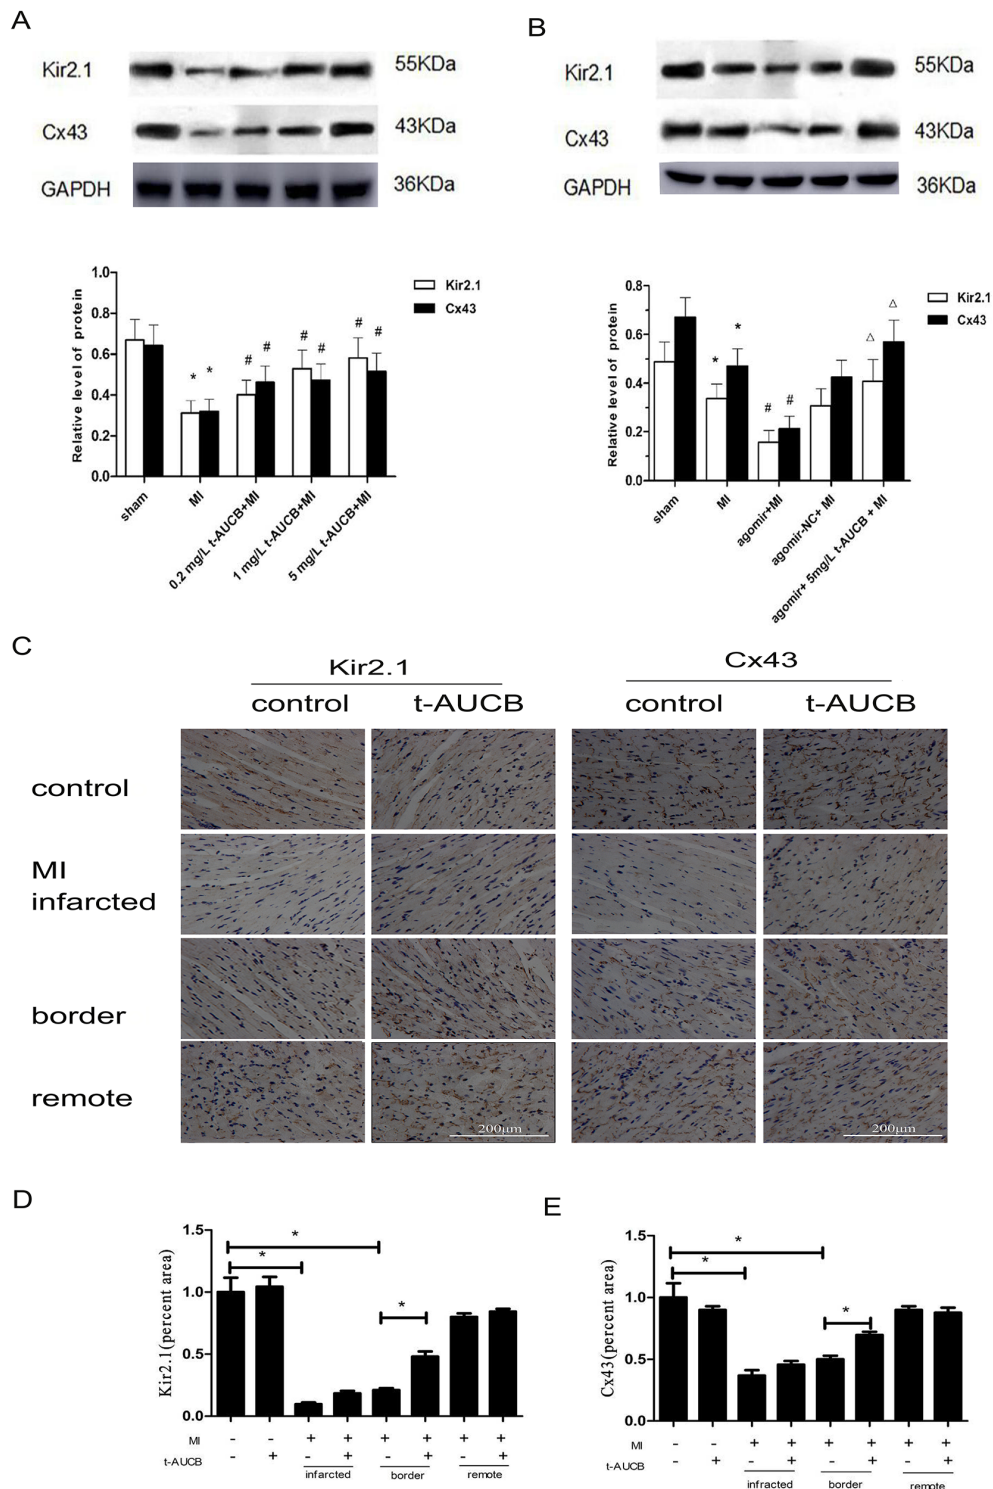 A
Kir2.1
55KDa
Cx43
43KDa
GAPDH
36KDa
B
Kir2.1
55KDa
Cx43
43KDa
GAPDH
36KDa
Relative level of protein
1.0
0.8
0.6
0.4
0.2
0.0
Kir2.1
Cx43
* * # # # # # #
sham
MI
0.2 mg/L t-AUCB+MI
1 mg/L t-AUCB+MI
5 mg/L t-AUCB+MI
Relative level of protein
0.8
0.6
0.4
0.2
0.0
Kir2.1
Cx43
* * # # △ △
sham
MI
agomir+MI
agomir-NC+ MI
agomir+ 5mg/L t-AUCB + MI
C
Kir2.1
Cx43
control t-AUCB control t-AUCB
control
MI
infarcted
border
remote
200μm
200μm
D
Kir2.1(percent area)
1.5
1.0
0.5
0.0
*
*
*
MI - - + + + + + +
t-AUCB - + - + - + - +
infarcted border remote
E
Cx43(percent area)
1.5
1.0
0.5
0.0
*
*
*
MI - - + + + + + +
t-AUCB - + - + - + - +
infracted border remote